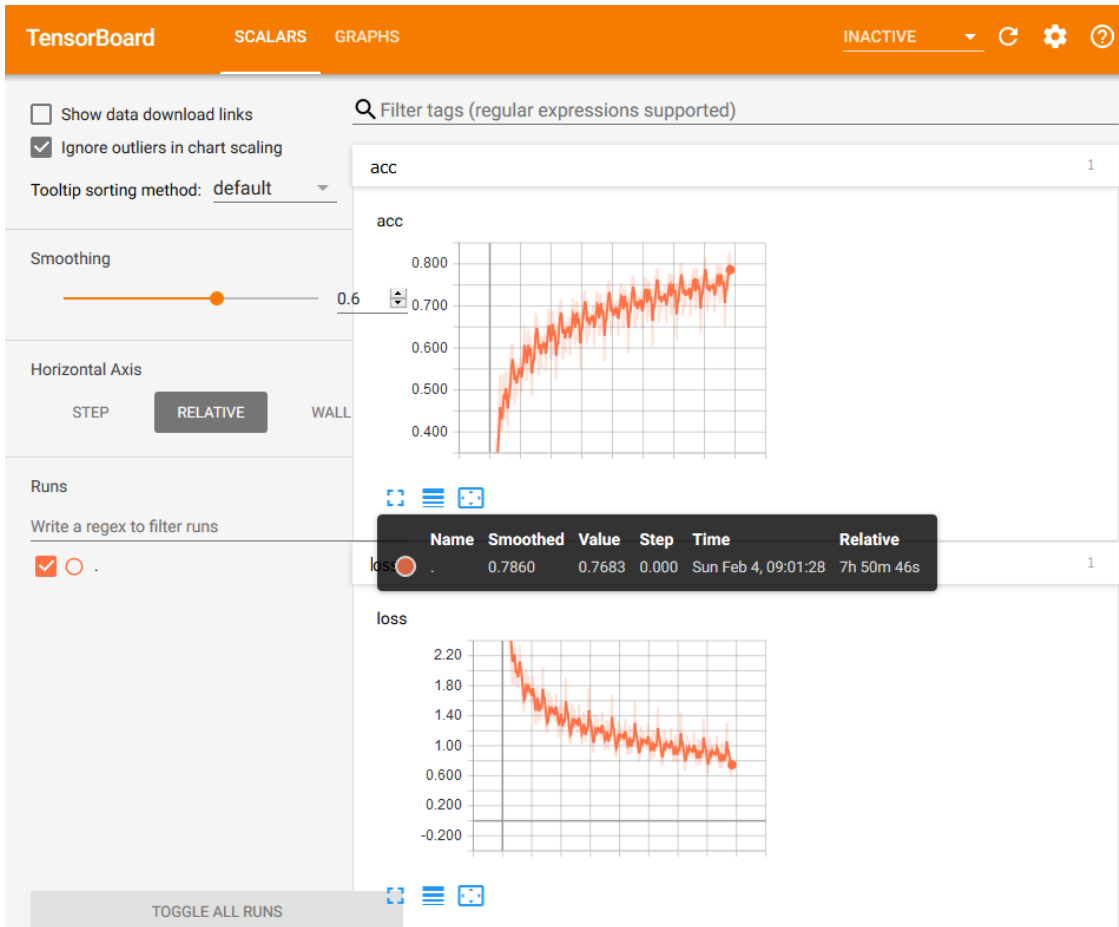 TensorBoard SCALARS GRAPHS INACTIVE
Show data download links
Ignore outliers in chart scaling
Tooltip sorting method: default
Smoothing
0.6
Horizontal Axis
STEP RELATIVE WALL
Runs
Write a regex to filter runs
.
TOGGLE ALL RUNS
Filter tags (regular expressions supported)
acc 1
acc
0.800
0.700
0.600
0.500
0.400
Name Smoothed Value Step Time Relative
. 0.7860 0.7683 0.000 Sun Feb 4, 09:01:28 7h 50m 46s
loss 1
loss
2.20
1.80
1.40
1.00
0.600
0.200
-0.200